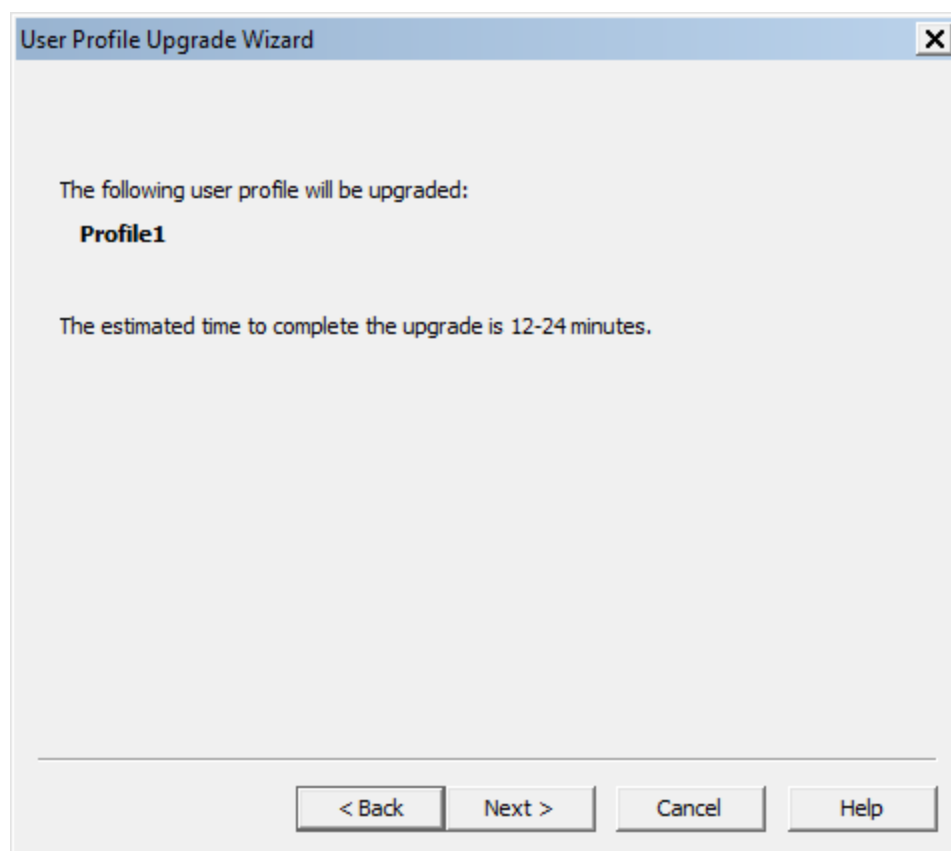 User Profile Upgrade Wizard
The following user profile will be upgraded:
Profile1
The estimated time to complete the upgrade is 12-24 minutes.
< Back Next > Cancel Help